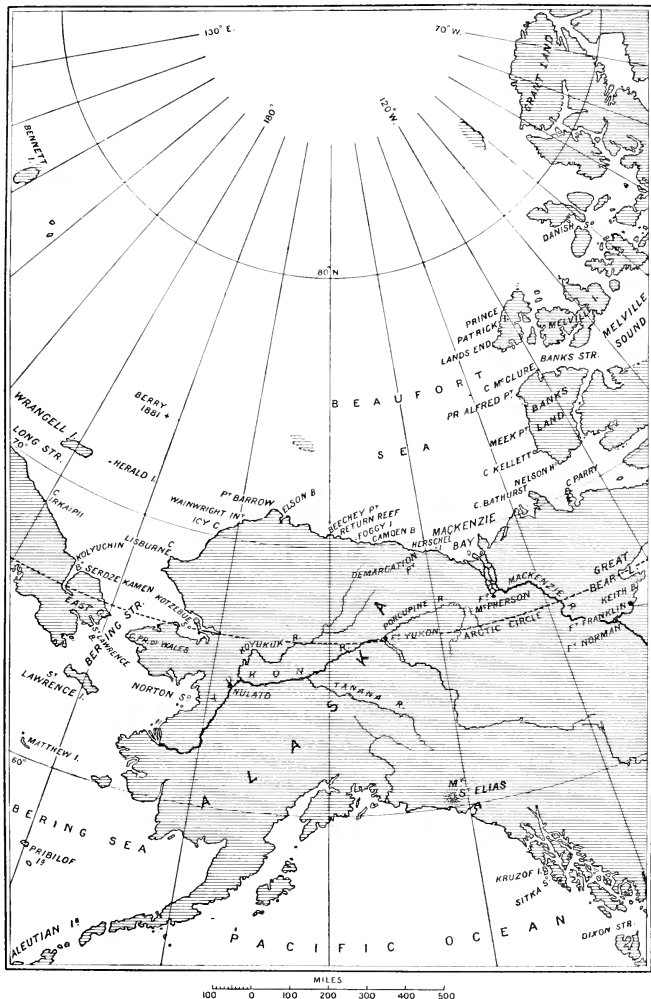 130° E.
70° W.
180°
120° W.
GRANT LAND
BENNETT
I.
DANISH
80° N
PRINCE
PATRICK I.
LANDS END
MELVILLE I.
MELVILLE
SOUND
BANKS STR.
BEAUFORT
SEA
C McCLURE
PR ALFRED Pᵗ
BANKS
LAND
MEEK Pᵗ
C KELLETT
NELSON Hᵈ
C PARRY
C. BATHURST
BERRY
1881 +
WRANGELL I.
LONG STR.
70°
HERALD I.
C
IRKAIPIJ
Pᵗ BARROW
ELSON B
WAINWRIGHT INᵗ
ICY C
BEECHEY Pᵗ
RETURN REEF
FOGGY I
CAMDEN B
HERSCHEL I
MACKENZIE
BAY
DEMARCATION
Pᵗ
LISBURNE C
KOLYUCHIN
B
SERDZE KAMEN
EAST C
Sᵗ LAWRENCE
B.
BERING STR.
KOTZEBUE
Sᴰ
C. PR. OF WALES
Sᵗ
LAWRENCE I.
NORTON Sᴰ
NULATO
KOYUKUK R.
YUKON R.
TANANA R.
PORCUPINE R.
Fᵗ YUKON
Fᵗ
McPHERSON
ARCTIC CIRCLE
MACKENZIE R
GREAT
BEAR L
KEITH B
Fᵗ FRANKLIN
Fᵗ NORMAN
ALASKA
Sᵗ
MATTHEW I.
60°
BERING SEA
PRIBILOF
Iˢ
ALEUTIAN Iˢ
Mᵗ
Sᵗ ELIAS
KRUZOF I.
SITKA Sᴰ
DIXON STR.
PACIFIC OCEAN
MILES
100 0 100 200 300 400 500